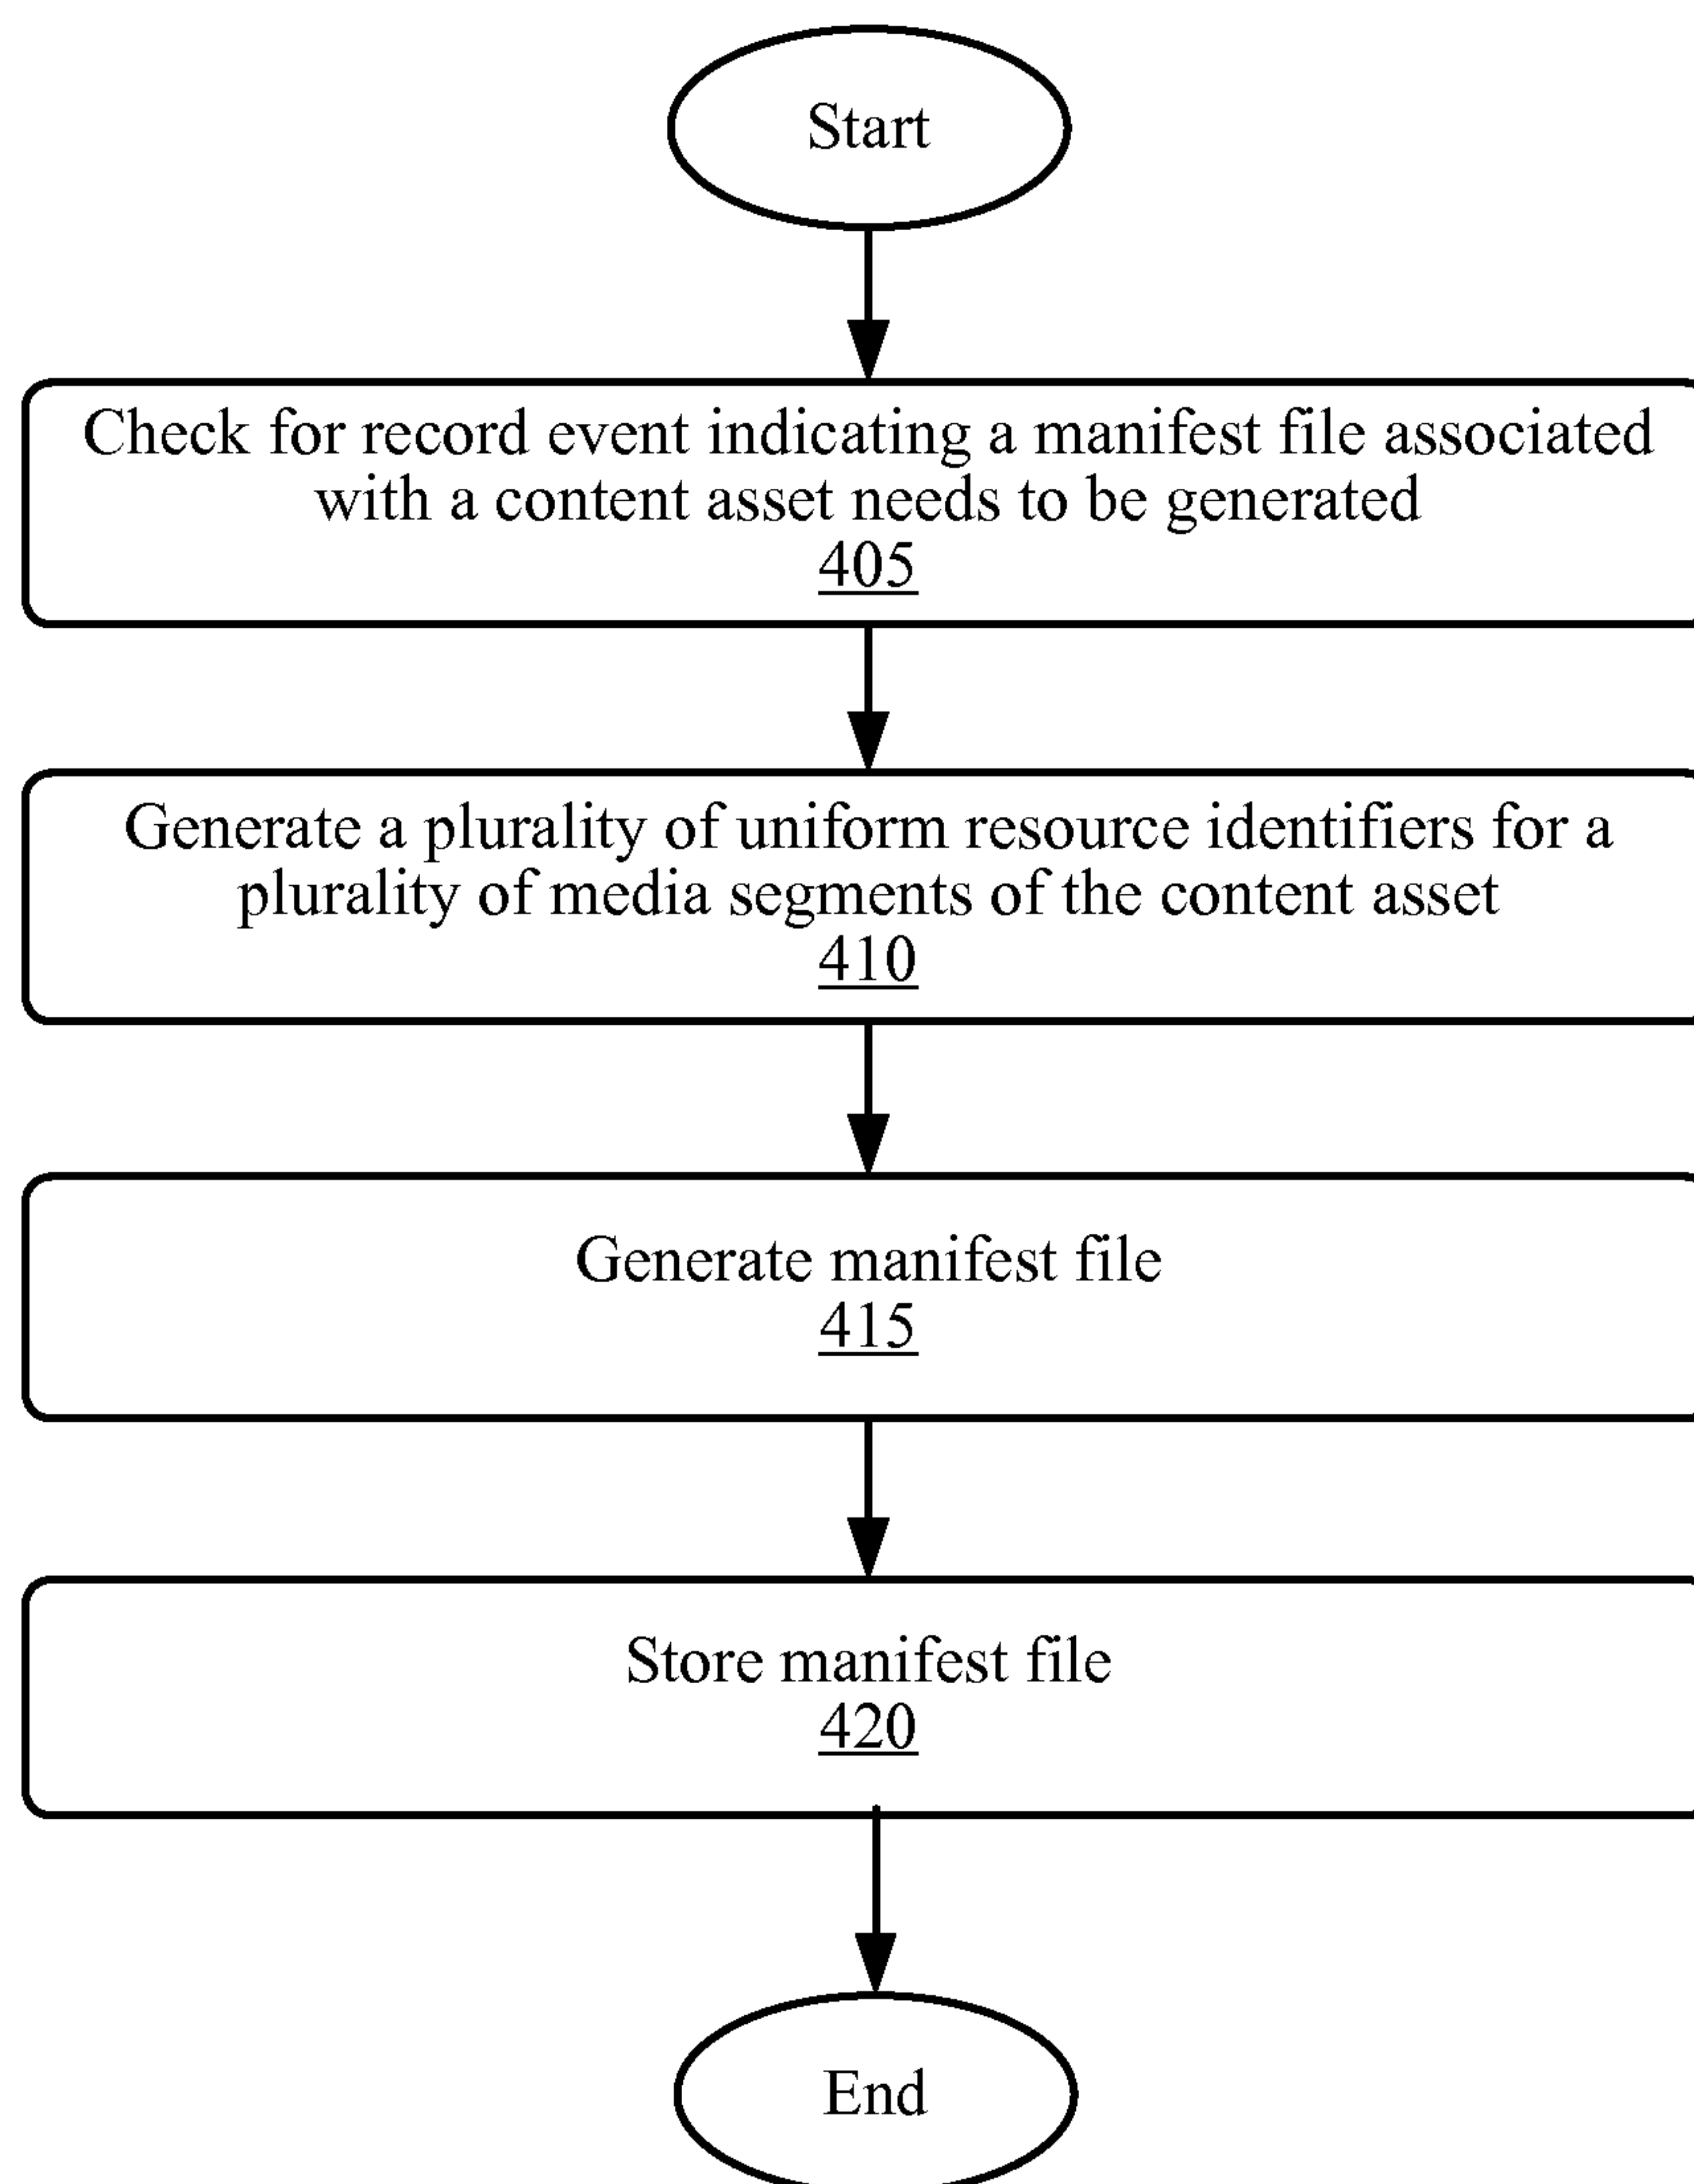 Start
Check for record event indicating a manifest file associated
with a content asset needs to be generated
405
Generate a plurality of uniform resource identifiers for a
plurality of media segments of the content asset
410
Generate manifest file
415
Store manifest file
420
End